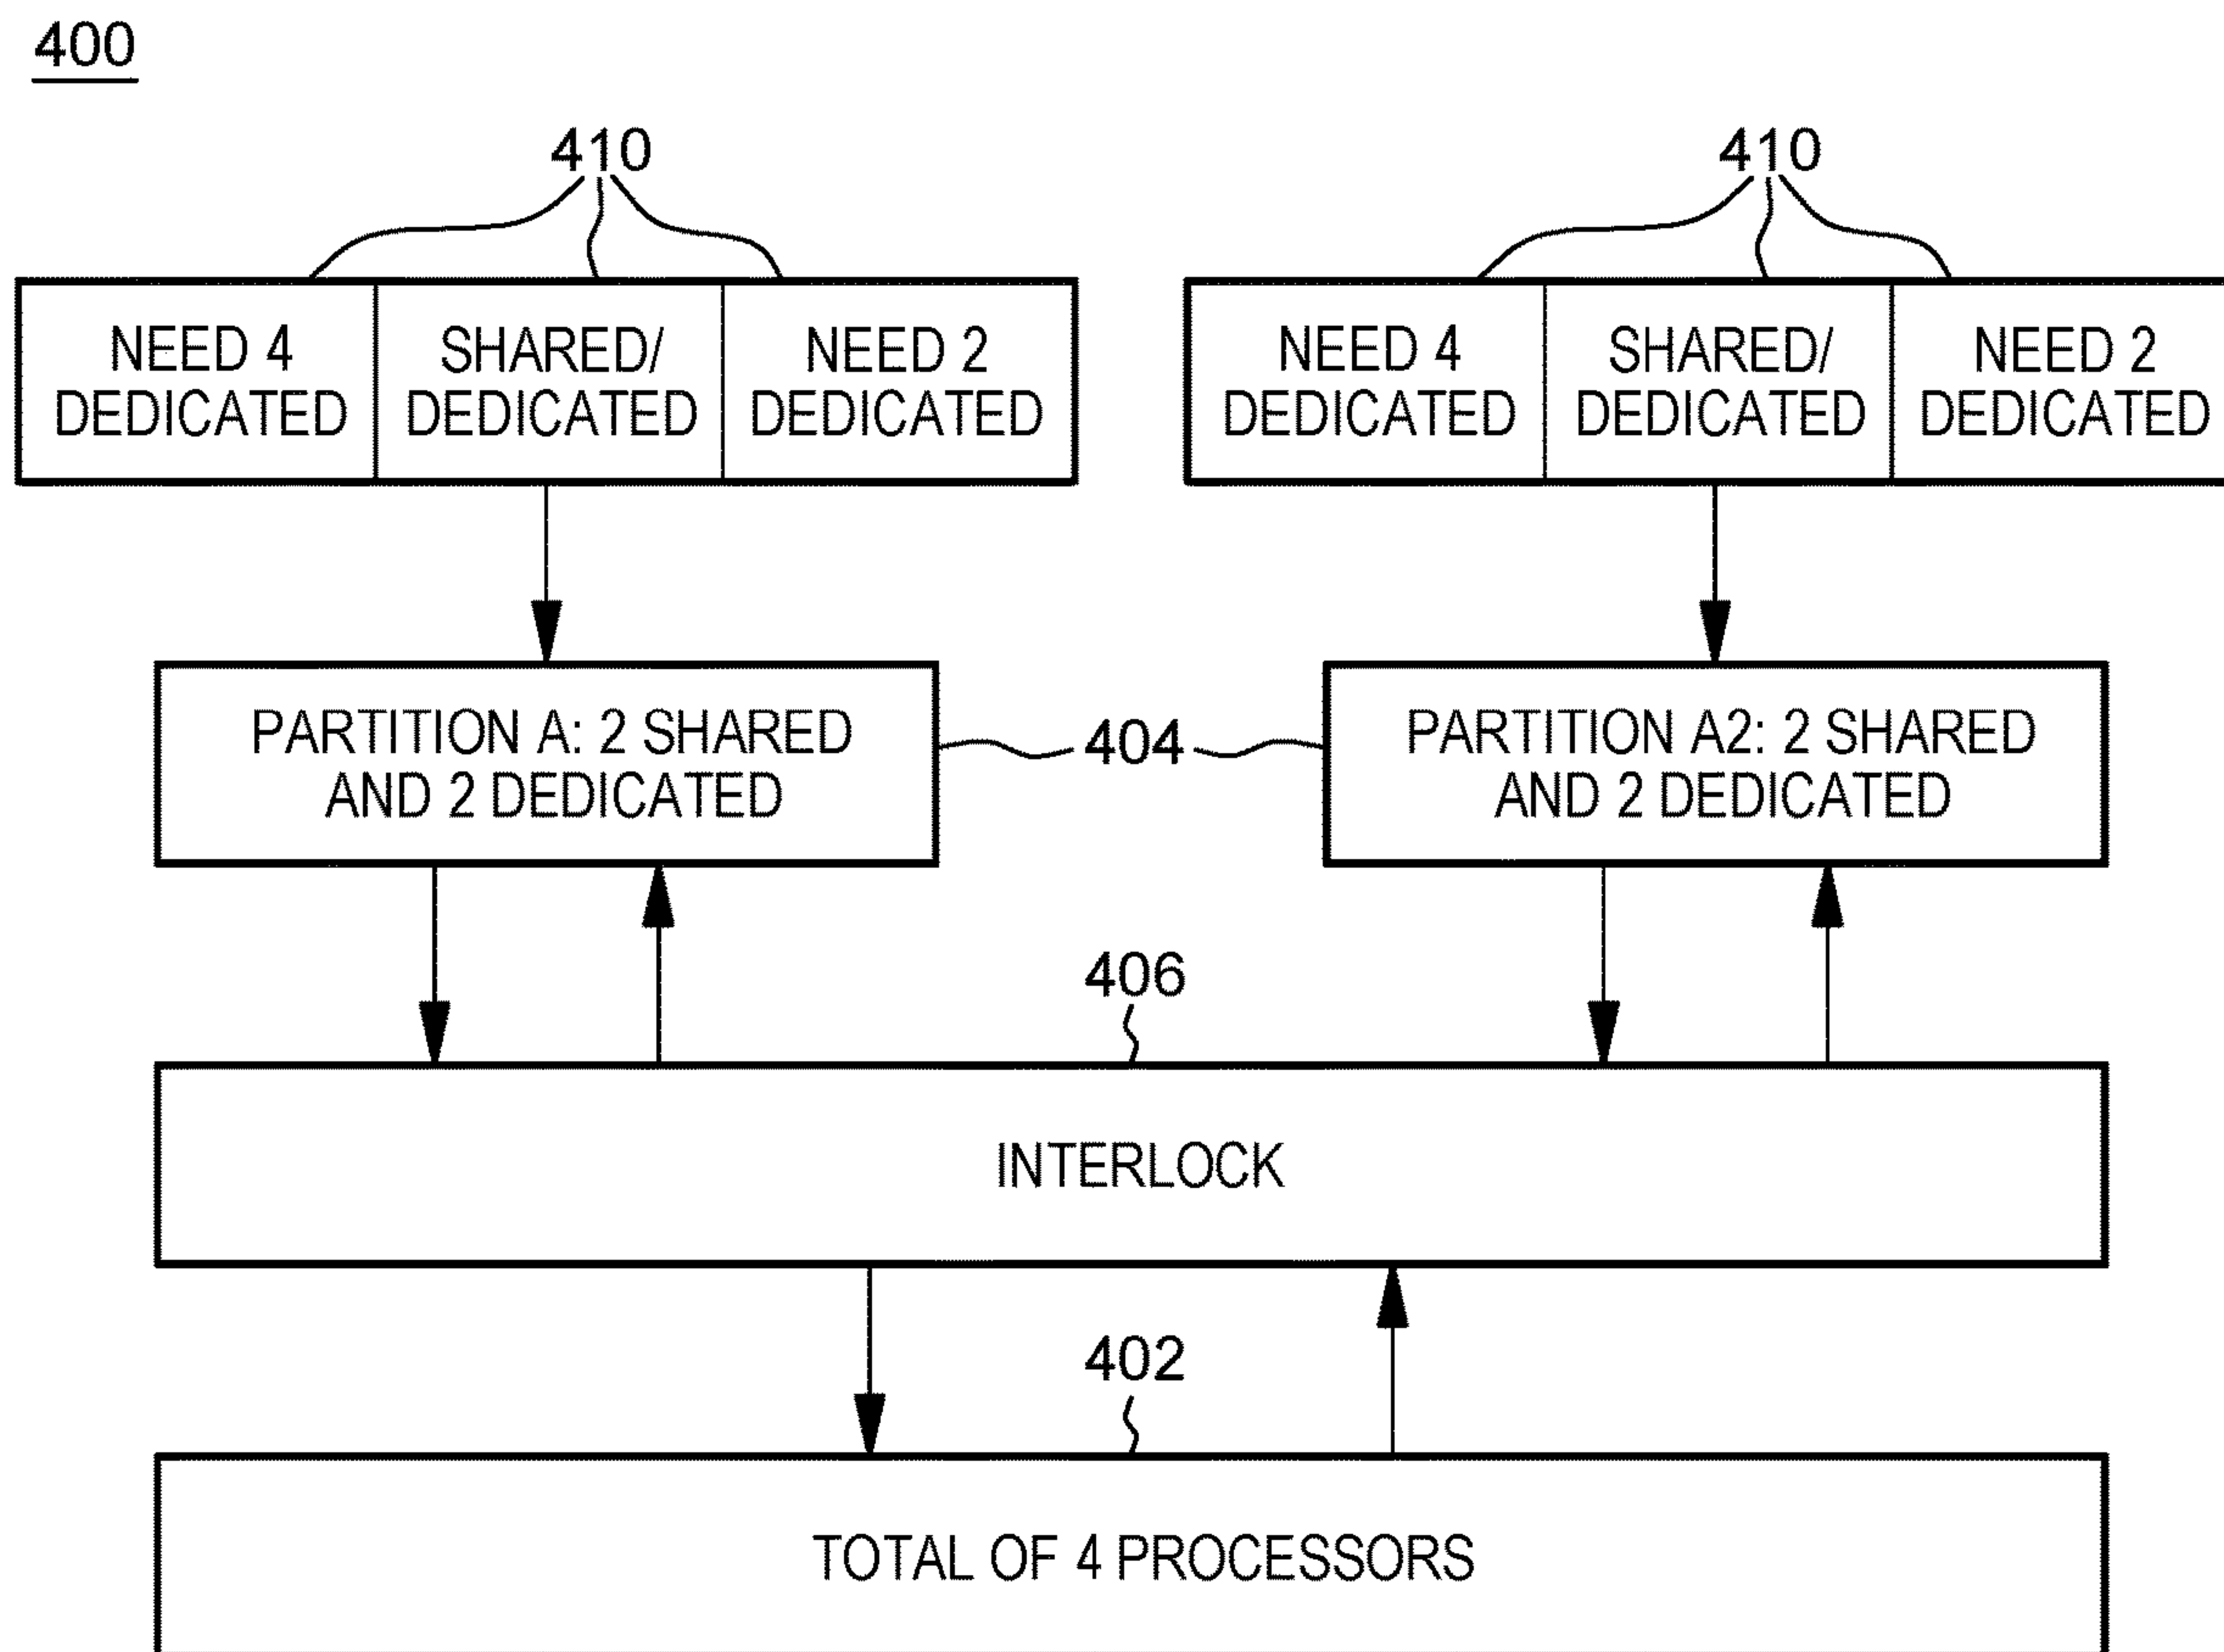 400
410
410
NEED 4
DEDICATED
SHARED/
DEDICATED
NEED 2
DEDICATED
NEED 4
DEDICATED
SHARED/
DEDICATED
NEED 2
DEDICATED
PARTITION A: 2 SHARED
AND 2 DEDICATED
404
PARTITION A2: 2 SHARED
AND 2 DEDICATED
406
INTERLOCK
402
TOTAL OF 4 PROCESSORS